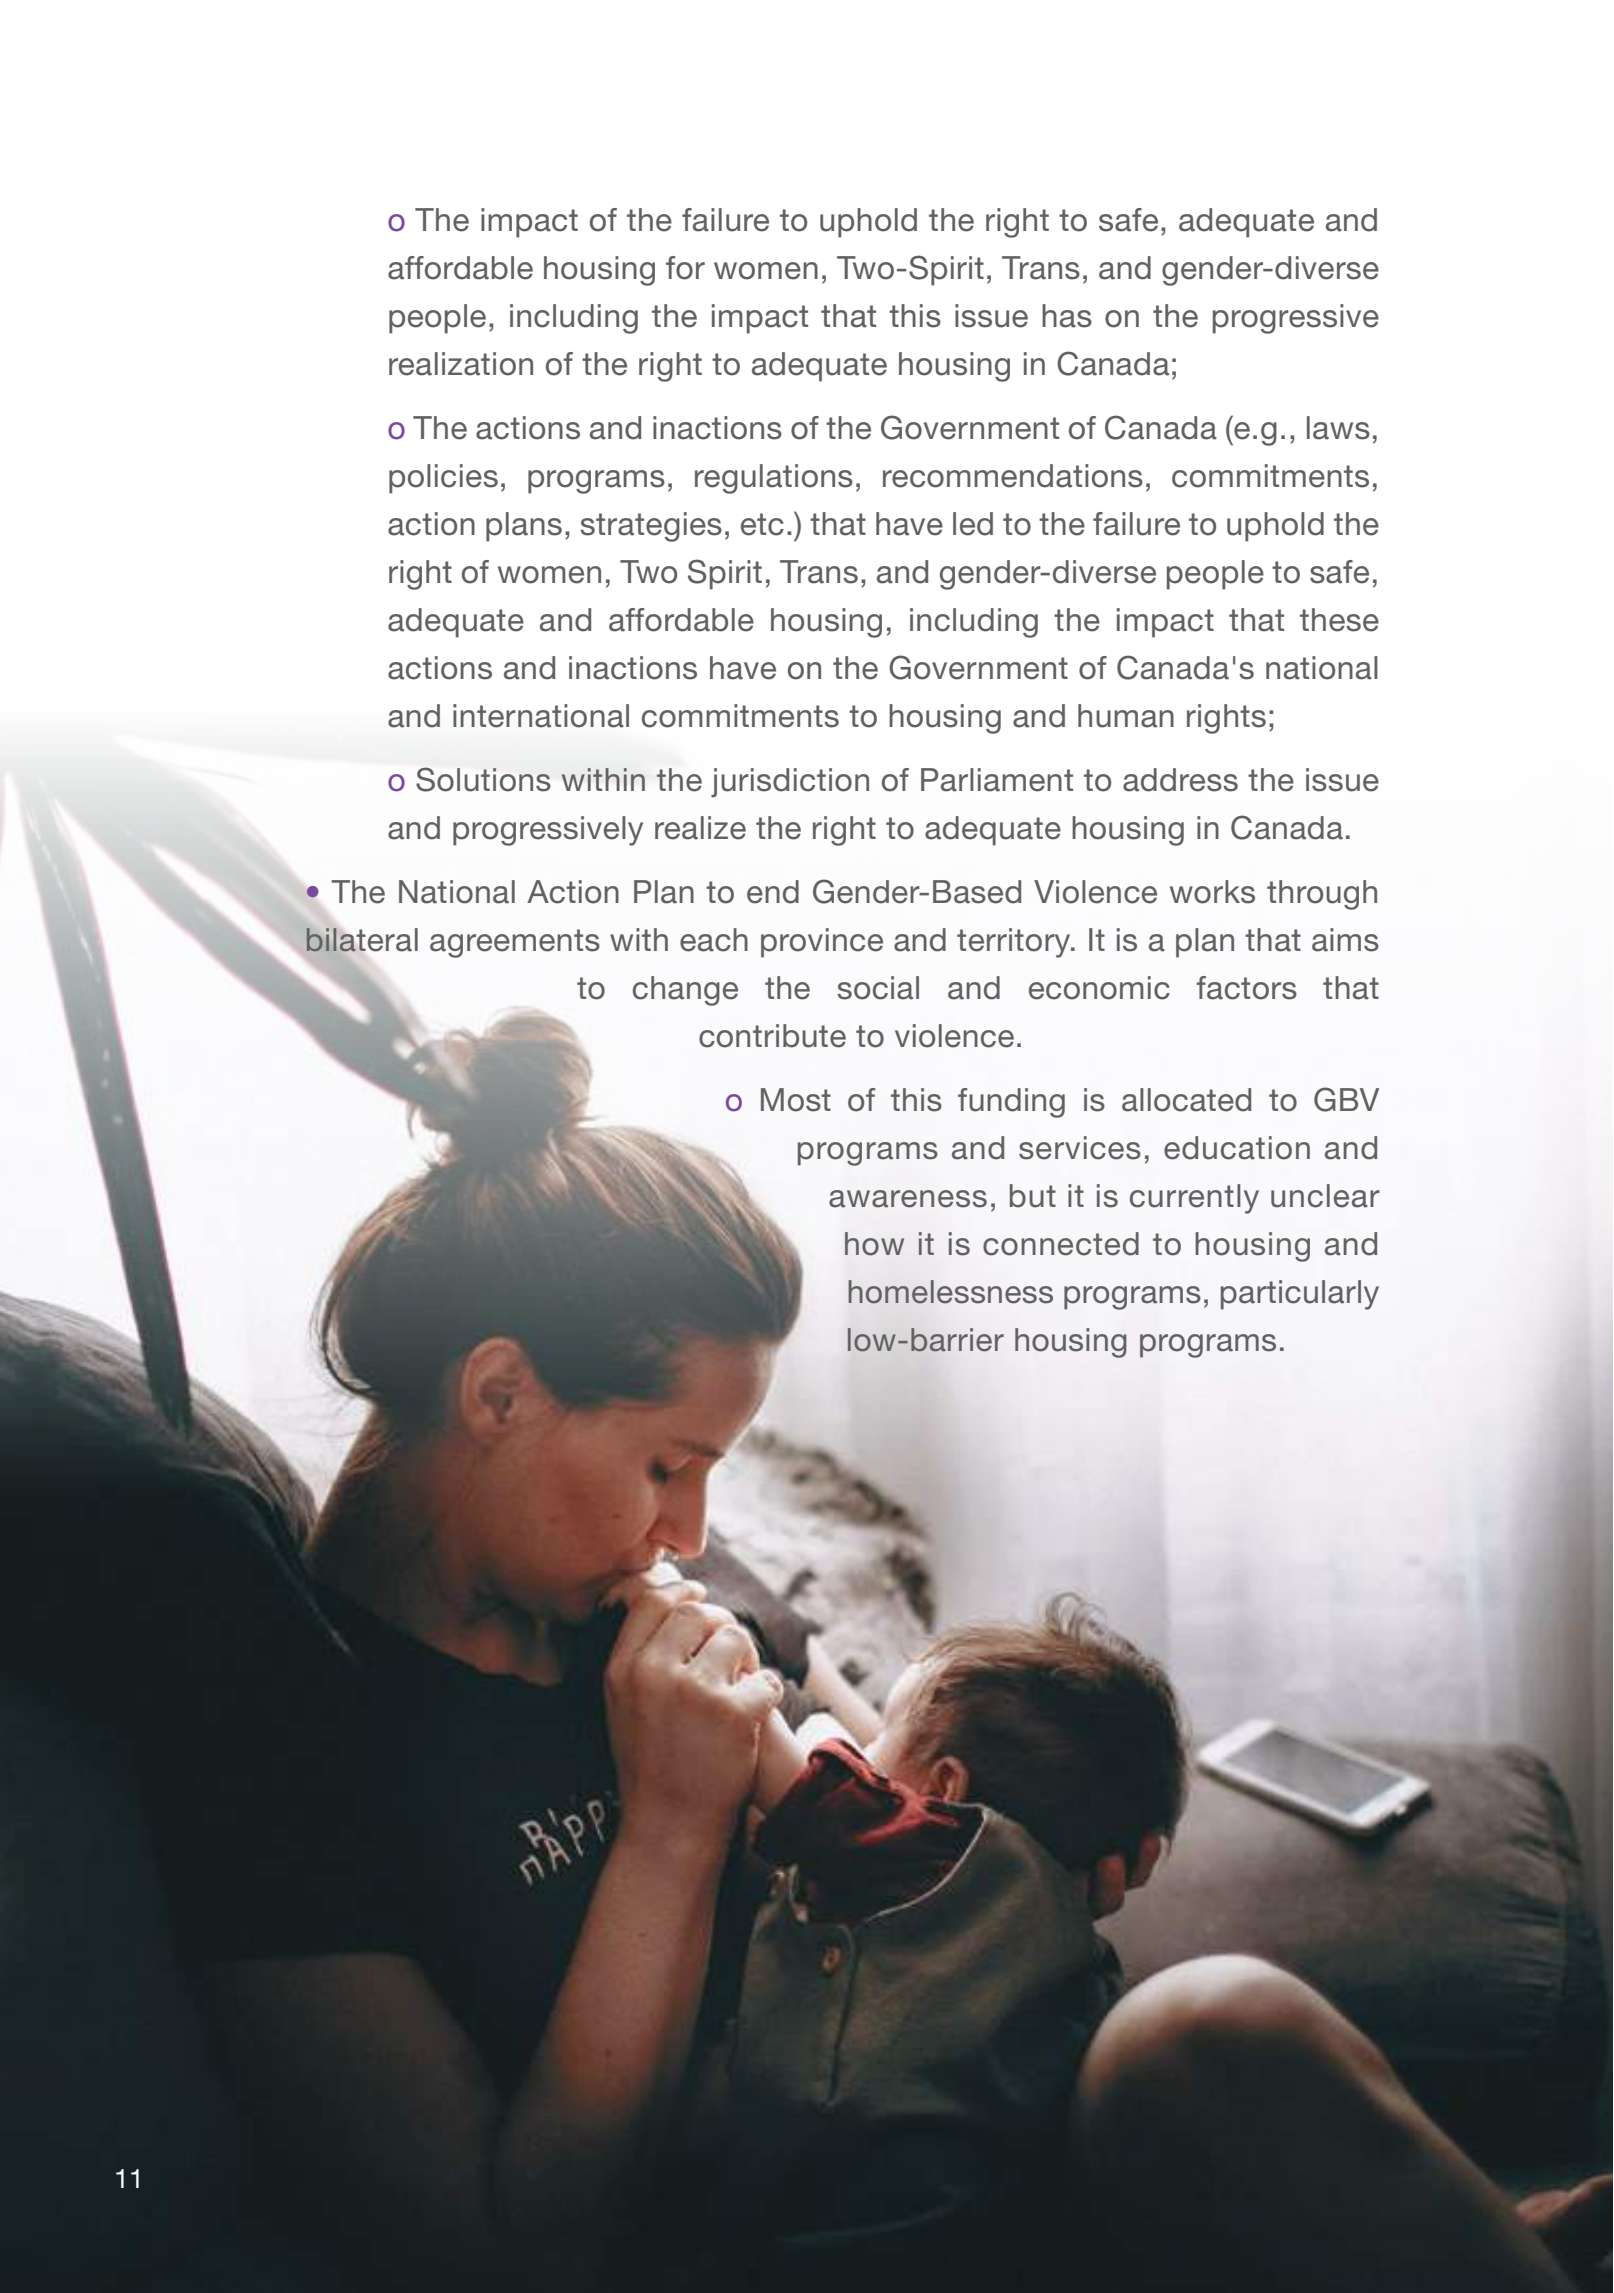 o The impact of the failure to uphold the right to safe, adequate and
affordable housing for women, Two-Spirit, Trans, and gender-diverse
people, including the impact that this issue has on the progressive
realization of the right to adequate housing in Canada;
o The actions and inactions of the Government of Canada (e.g., laws,
policies, programs, regulations, recommendations, commitments,
action plans, strategies, etc.) that have led to the failure to uphold the
right of women, Two Spirit, Trans, and gender-diverse people to safe,
adequate and affordable housing, including the impact that these
actions and inactions have on the Government of Canada's national
and international commitments to housing and human rights;
o Solutions within the jurisdiction of Parliament to address the issue
and progressively realize the right to adequate housing in Canada.
• The National Action Plan to end Gender-Based Violence works through
bilateral agreements with each province and territory. It is a plan that aims
to change the social and economic factors that
contribute to violence.
o Most of this funding is allocated to GBV
programs and services, education and
awareness, but it is currently unclear
how it is connected to housing and
homelessness programs, particularly
low-barrier housing programs.
11